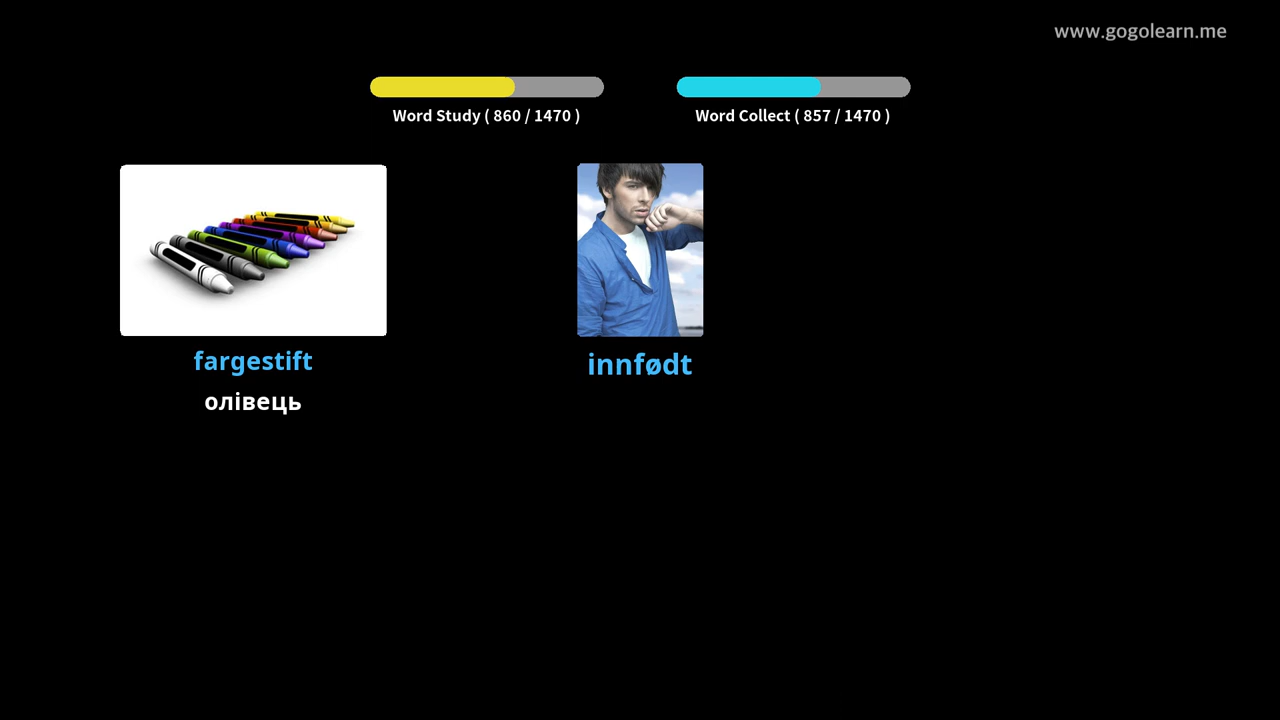 www.gogolearn.me
Word Study ( 860 / 1470 )
Word Collect ( 857 / 1470 )
fargestift
олівець
innfødt